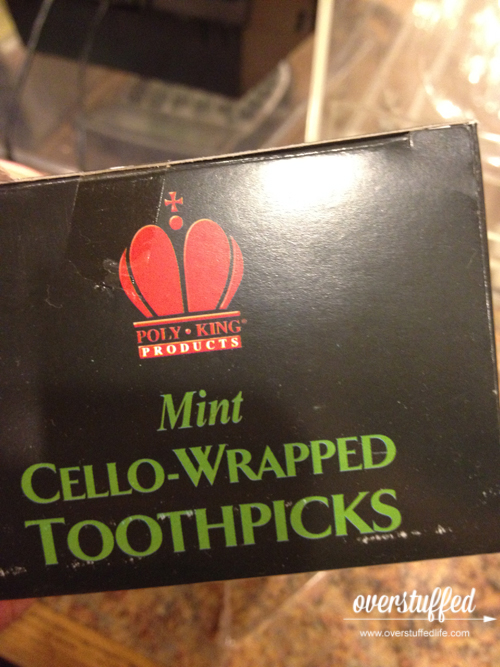 POLY•KING®
PRODUCTS
Mint
CELLO-WRAPPED
TOOTHPICKS
overstuffed
www.overstuffedlife.com